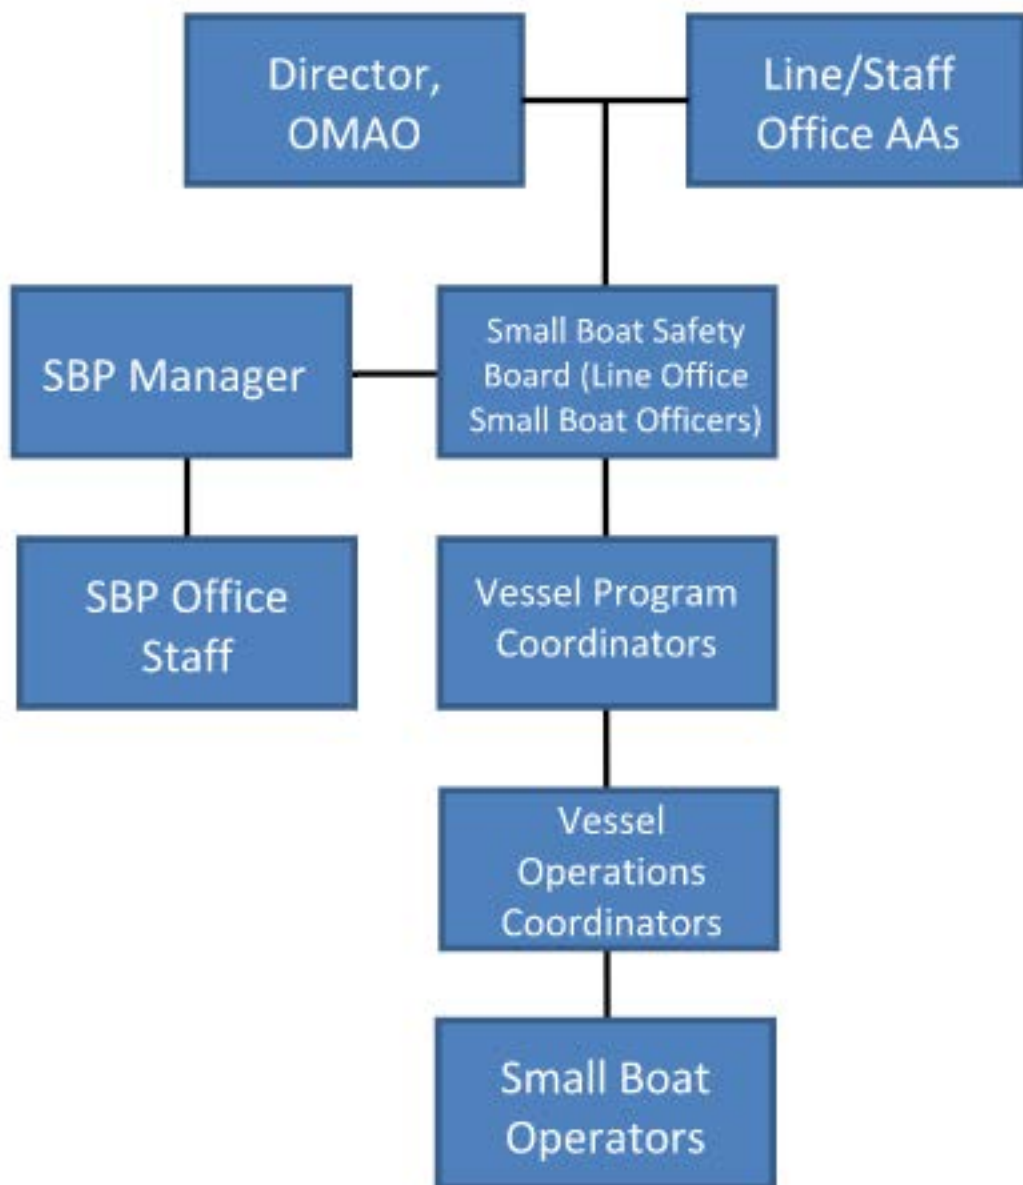 Director,
OMAO
Line/Staff
Office AAs
SBP Manager
Small Boat Safety
Board (Line Office
Small Boat Officers)
SBP Office
Staff
Vessel Program
Coordinators
Vessel
Operations
Coordinators
Small Boat
Operators